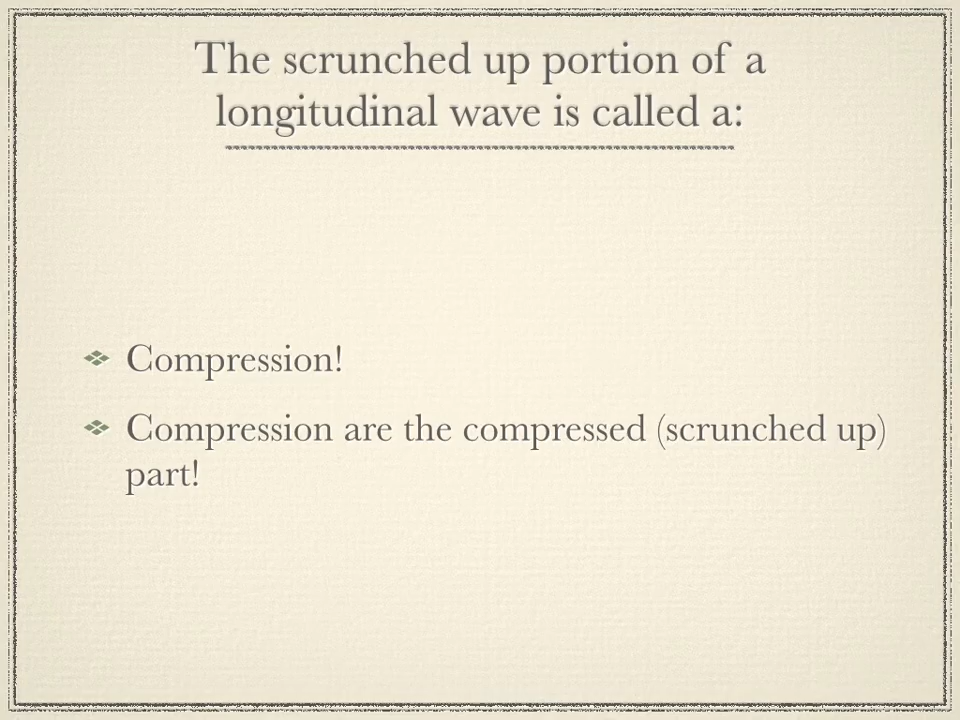 The scrunched up portion of a
longitudinal wave is called a:
Compression!
Compression are the compressed (scrunched up)
part!